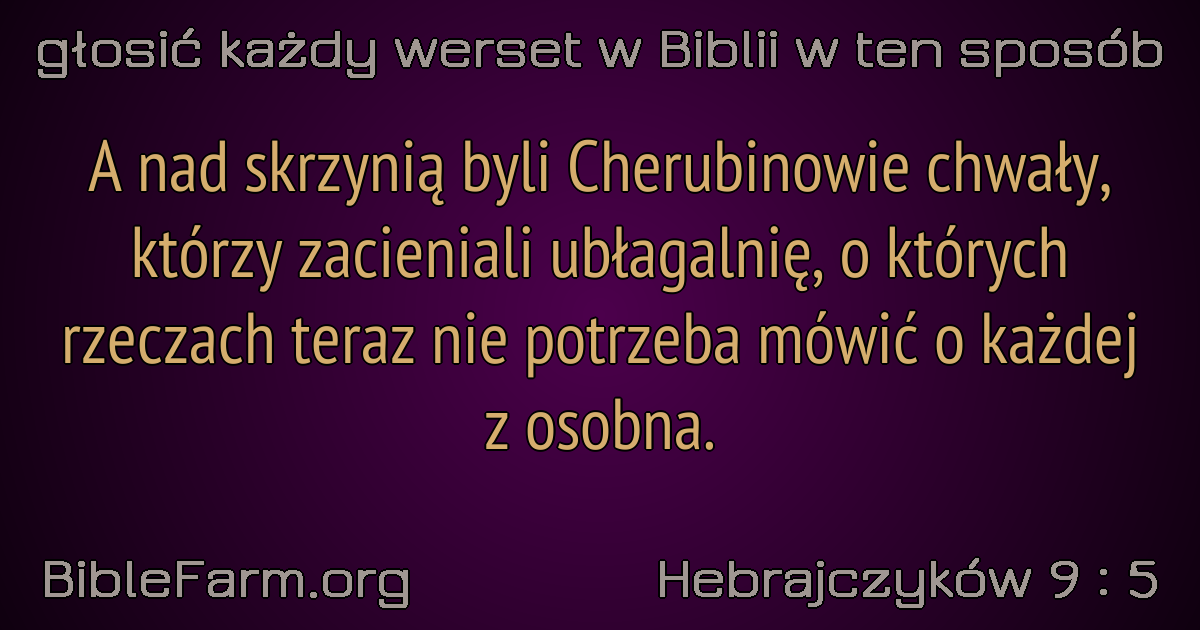 głosić każdy werset w Biblii w ten sposób
A nad skrzynią byli Cherubinowie chwały,
którzy zacieniali ubłagalnię, o których
rzeczach teraz nie potrzeba mówić o każdej
z osobna.
BibleFarm.org
Hebrajczyków 9 : 5